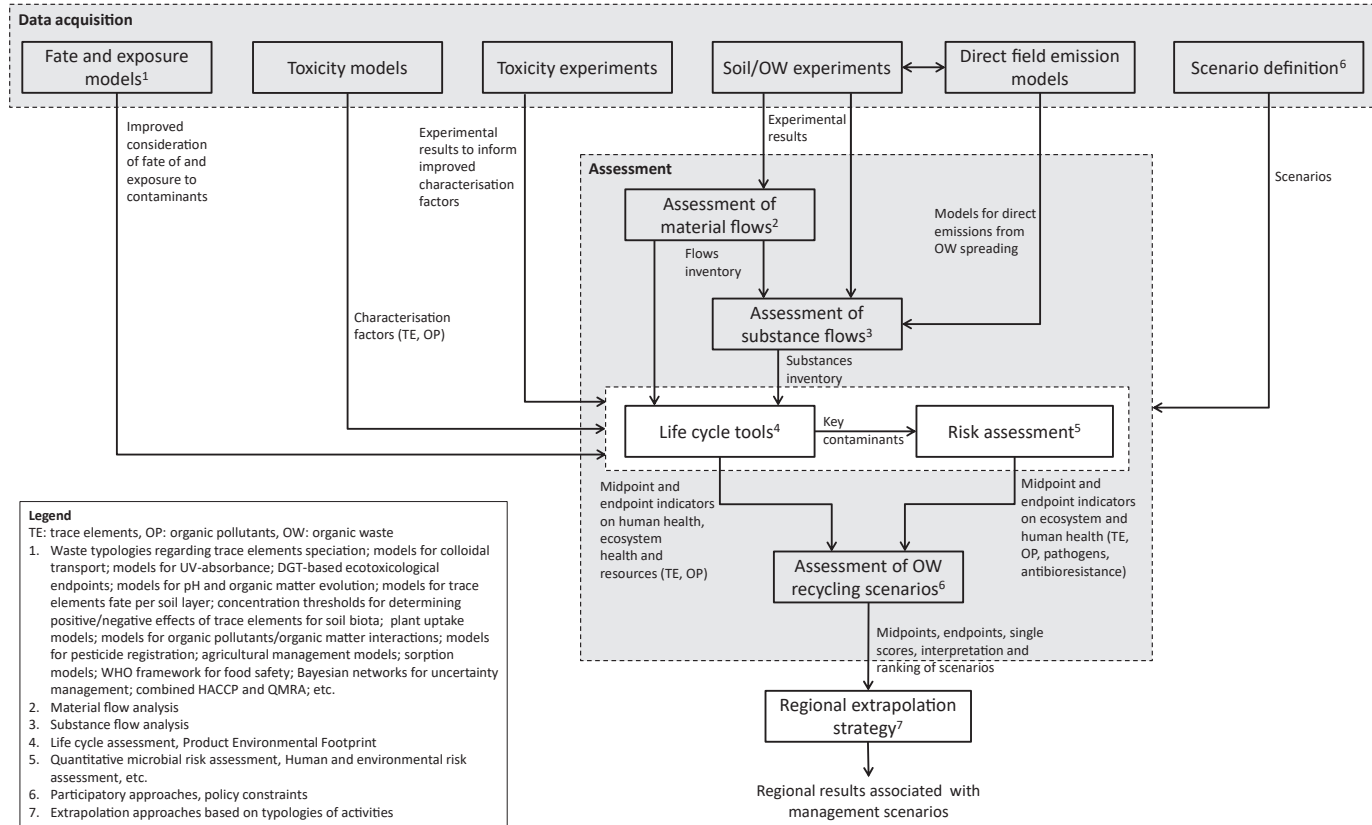 Data acquisition
Fate and exposure
models1
Toxicity models
Toxicity experiments
Soil/OW experiments
Direct field emission
models
Scenario definition6
Improved
consideration
of fate of and
exposure to
contaminants
Experimental
results to inform
improved
characterisation
factors
Experimental
results
Scenarios
Assessment
Assessment of
material flows2
Models for direct
emissions from
OW spreading
Flows
inventory
Characterisation
factors (TE, OP)
Assessment of
substance flows3
Substances
inventory
Life cycle tools4
Key
contaminants
Risk assessment5
Midpoint and
endpoint indicators
on human health,
ecosystem
health and
resources (TE, OP)
Midpoint and
endpoint indicators
on ecosystem and
human health (TE,
OP, pathogens,
antibioresistance)
Assessment of OW
recycling scenarios6
Midpoints, endpoints, single
scores, interpretation and
ranking of scenarios
Regional extrapolation
strategy7
Regional results associated with
management scenarios
Legend
TE: trace elements, OP: organic pollutants, OW: organic waste
1. Waste typologies regarding trace elements speciation; models for colloidal
transport; models for UV-absorbance; DGT-based ecotoxicological
endpoints; models for pH and organic matter evolution; models for trace
elements fate per soil layer; concentration thresholds for determining
positive/negative effects of trace elements for soil biota; plant uptake
models; models for organic pollutants/organic matter interactions; models
for pesticide registration; agricultural management models; sorption
models; WHO framework for food safety; Bayesian networks for uncertainty
management; combined HACCP and QMRA; etc.
2. Material flow analysis
3. Substance flow analysis
4. Life cycle assessment, Product Environmental Footprint
5. Quantitative microbial risk assessment, Human and environmental risk
assessment, etc.
6. Participatory approaches, policy constraints
7. Extrapolation approaches based on typologies of activities